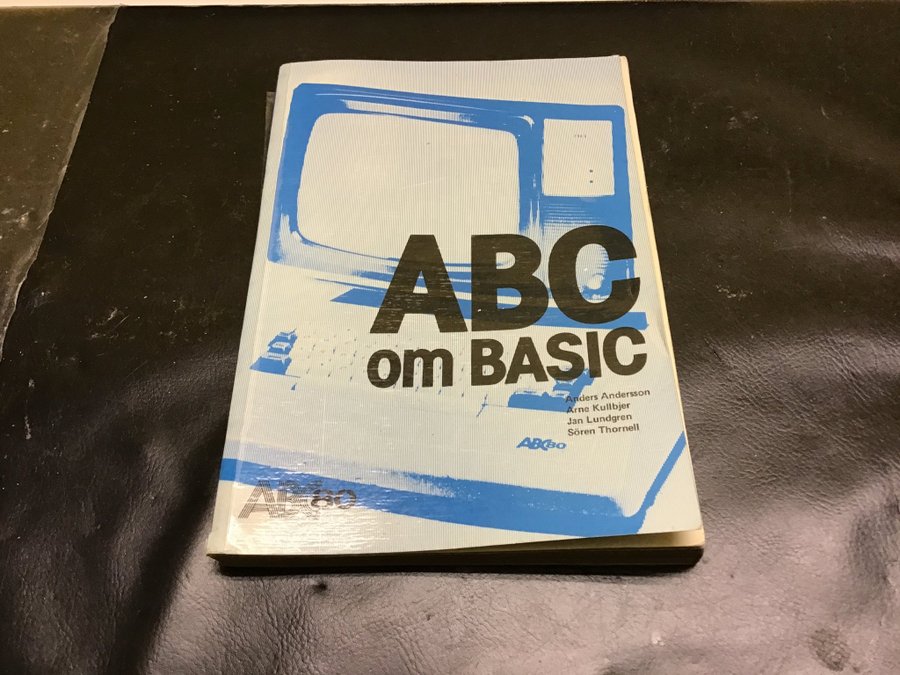 ABC
om BASIC
Anders Andersson
Arne Kullbjer
Jan Lundgren
Sören Thornell
ABC80
ABC80